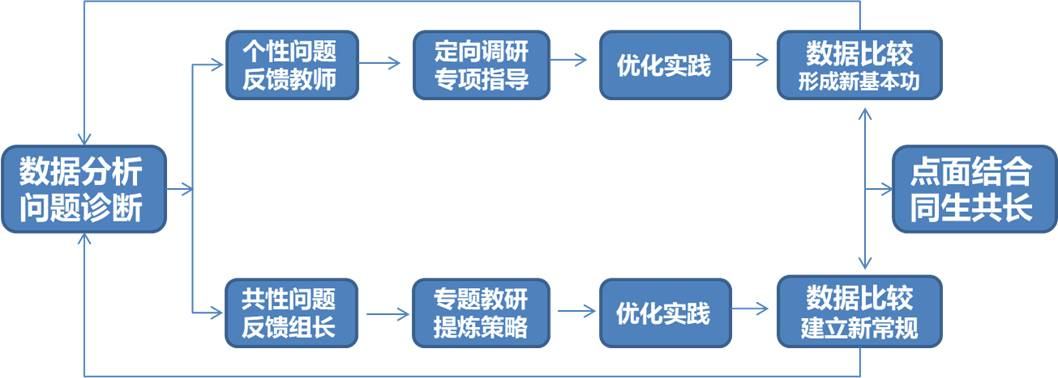 个性问题
反馈教师
定向调研
专项指导
优化实践
数据比较
形成新基本功
数据分析
问题诊断
点面结合
同生共长
共性问题
反馈组长
专题教研
提炼策略
优化实践
数据比较
建立新常规